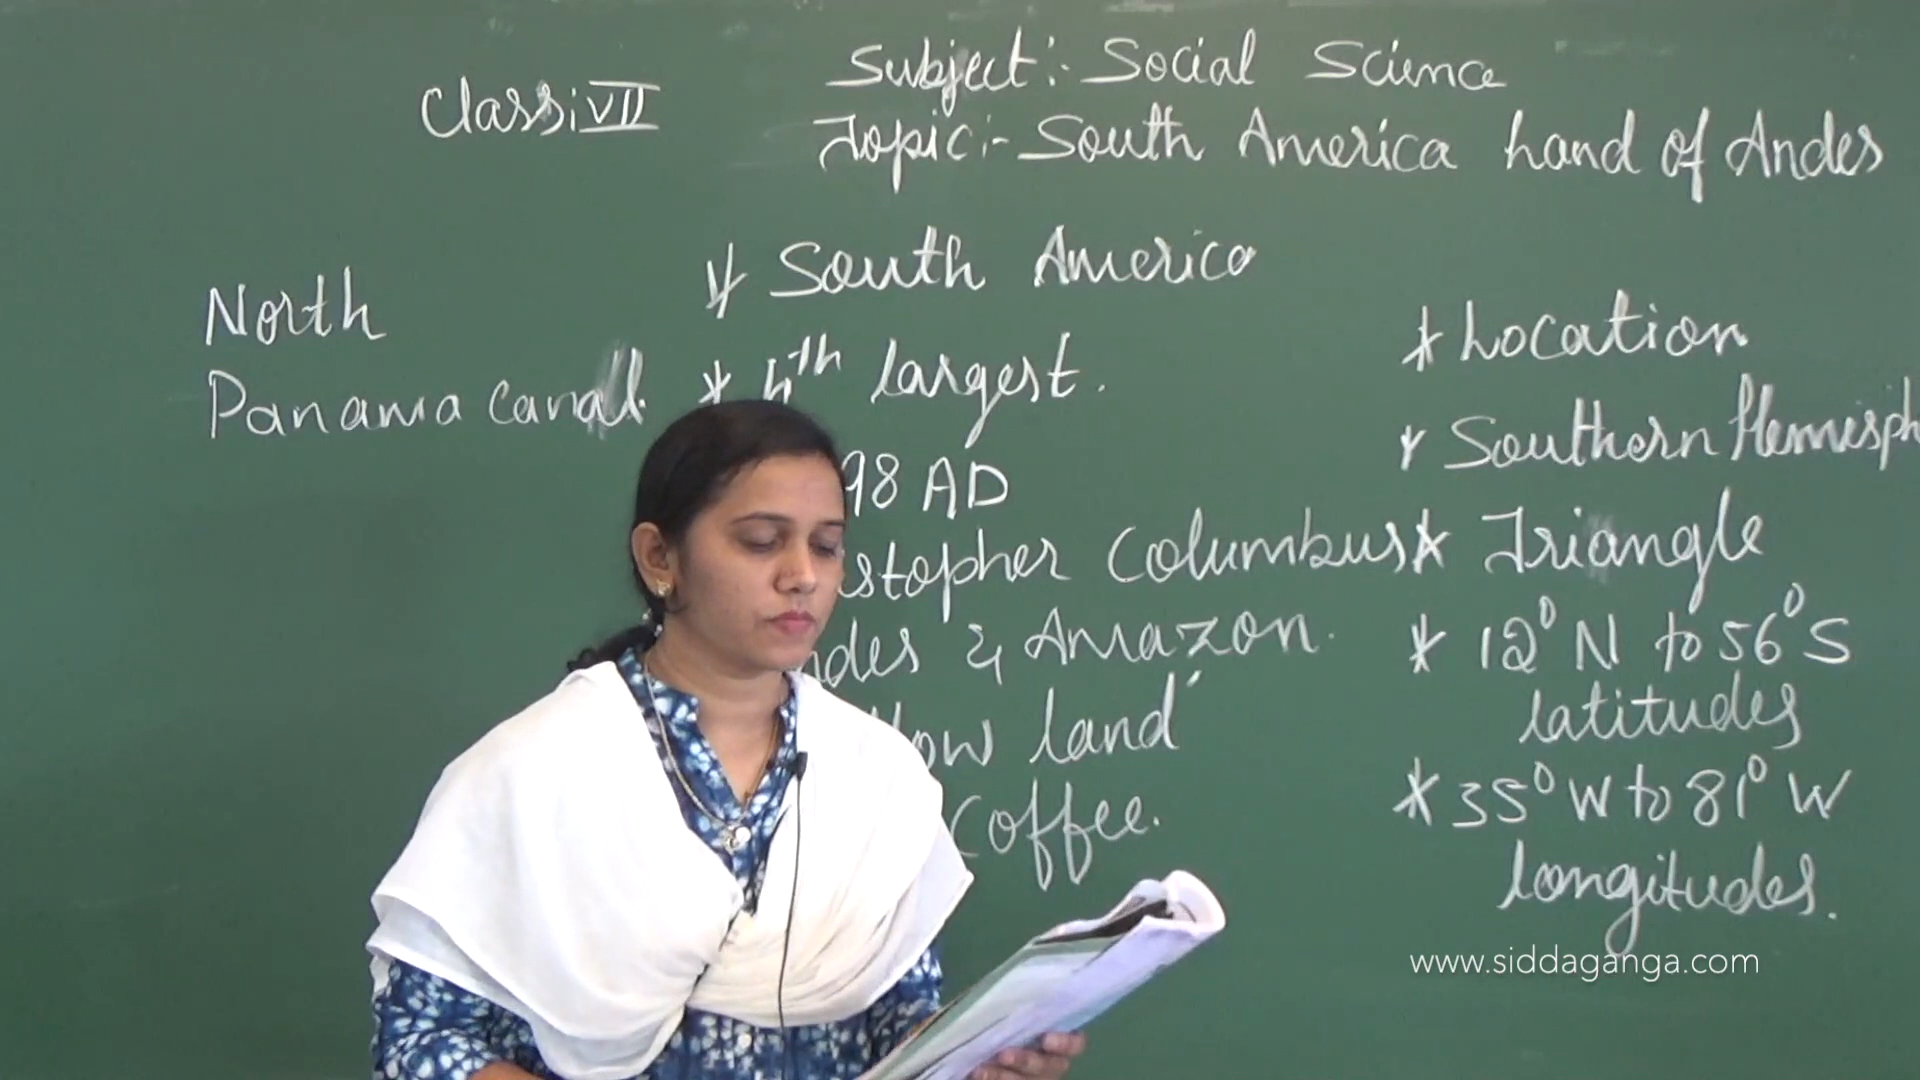 Class: VII
Subject:- Social Science
Topic:- South America Land of Andes
North
Panama Canal.
* South America
* 4th largest.
98 AD
stopher Columbus
ndes & Amazon.
low land
Coffee.
* Location
* Southern Hemisph
* Triangle
* 12° N to 56° S
latitudes
* 35° W to 81° W
longitudes.
www.siddaganga.com